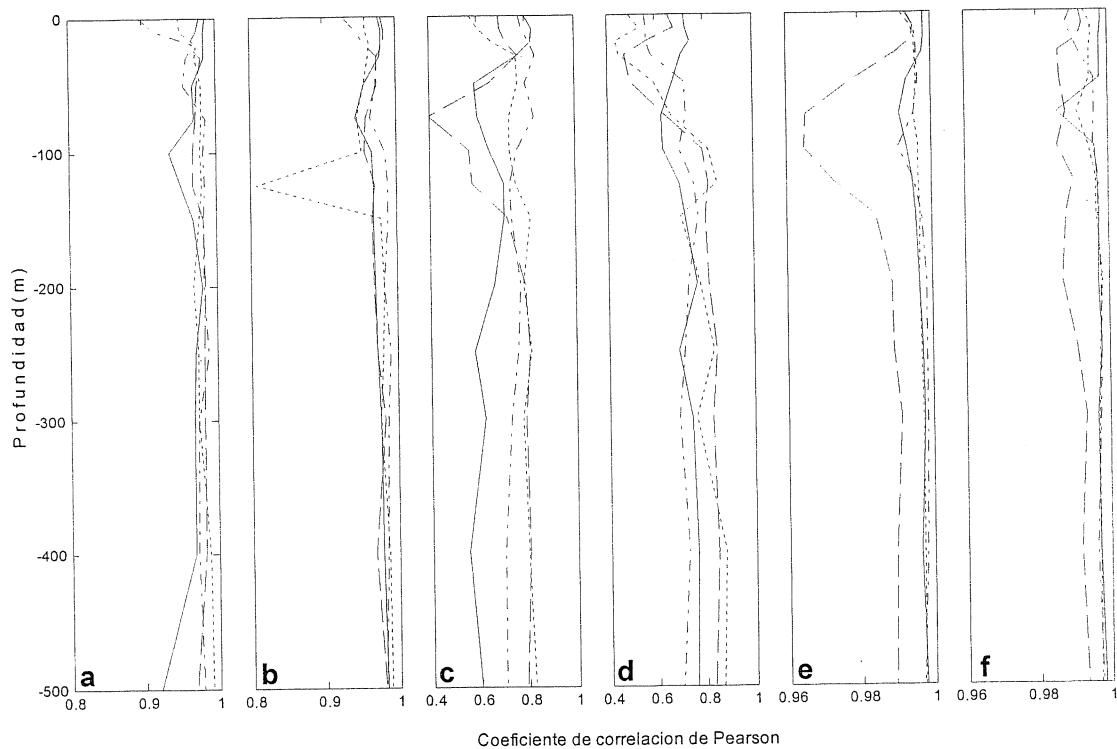 0
-100
-200
-300
-400
-500
Profundidad(m)
a
b
c
d
e
f
0.8 0.9 1
0.8 0.9 1
0.4 0.6 0.8 1
0.4 0.6 0.8 1
0.96 0.98 1
0.96 0.98 1
Coeficiente de correlacion de Pearson